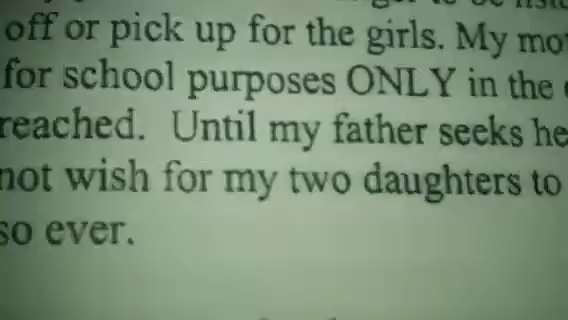 off or pick up for the girls. My
for school purposes ONLY in the
reached. Until my father seeks
not wish for my two daughters to
so ever.